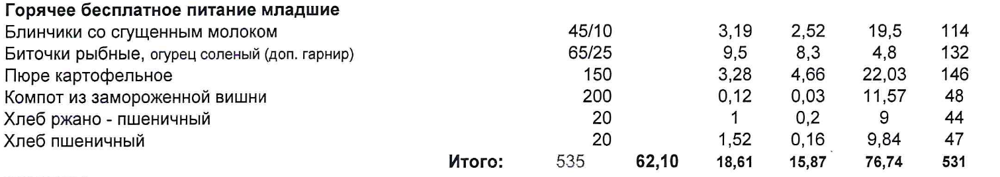 Горячее бесплатное питание младшие
Блинчики со сгущенным молоком 45/10 3,19 2,52 19,5 114
Биточки рыбные, огурец соленый (доп. гарнир) 65/25 9,5 8,3 4,8 132
Пюре картофельное 150 3,28 4,66 22,03 146
Компот из замороженной вишни 200 0,12 0,03 11,57 48
Хлеб ржано - пшеничный 20 1 0,2 9 44
Хлеб пшеничный 20 1,52 0,16 9,84 47
Итого: 535 62,10 18,61 15,87 76,74 531